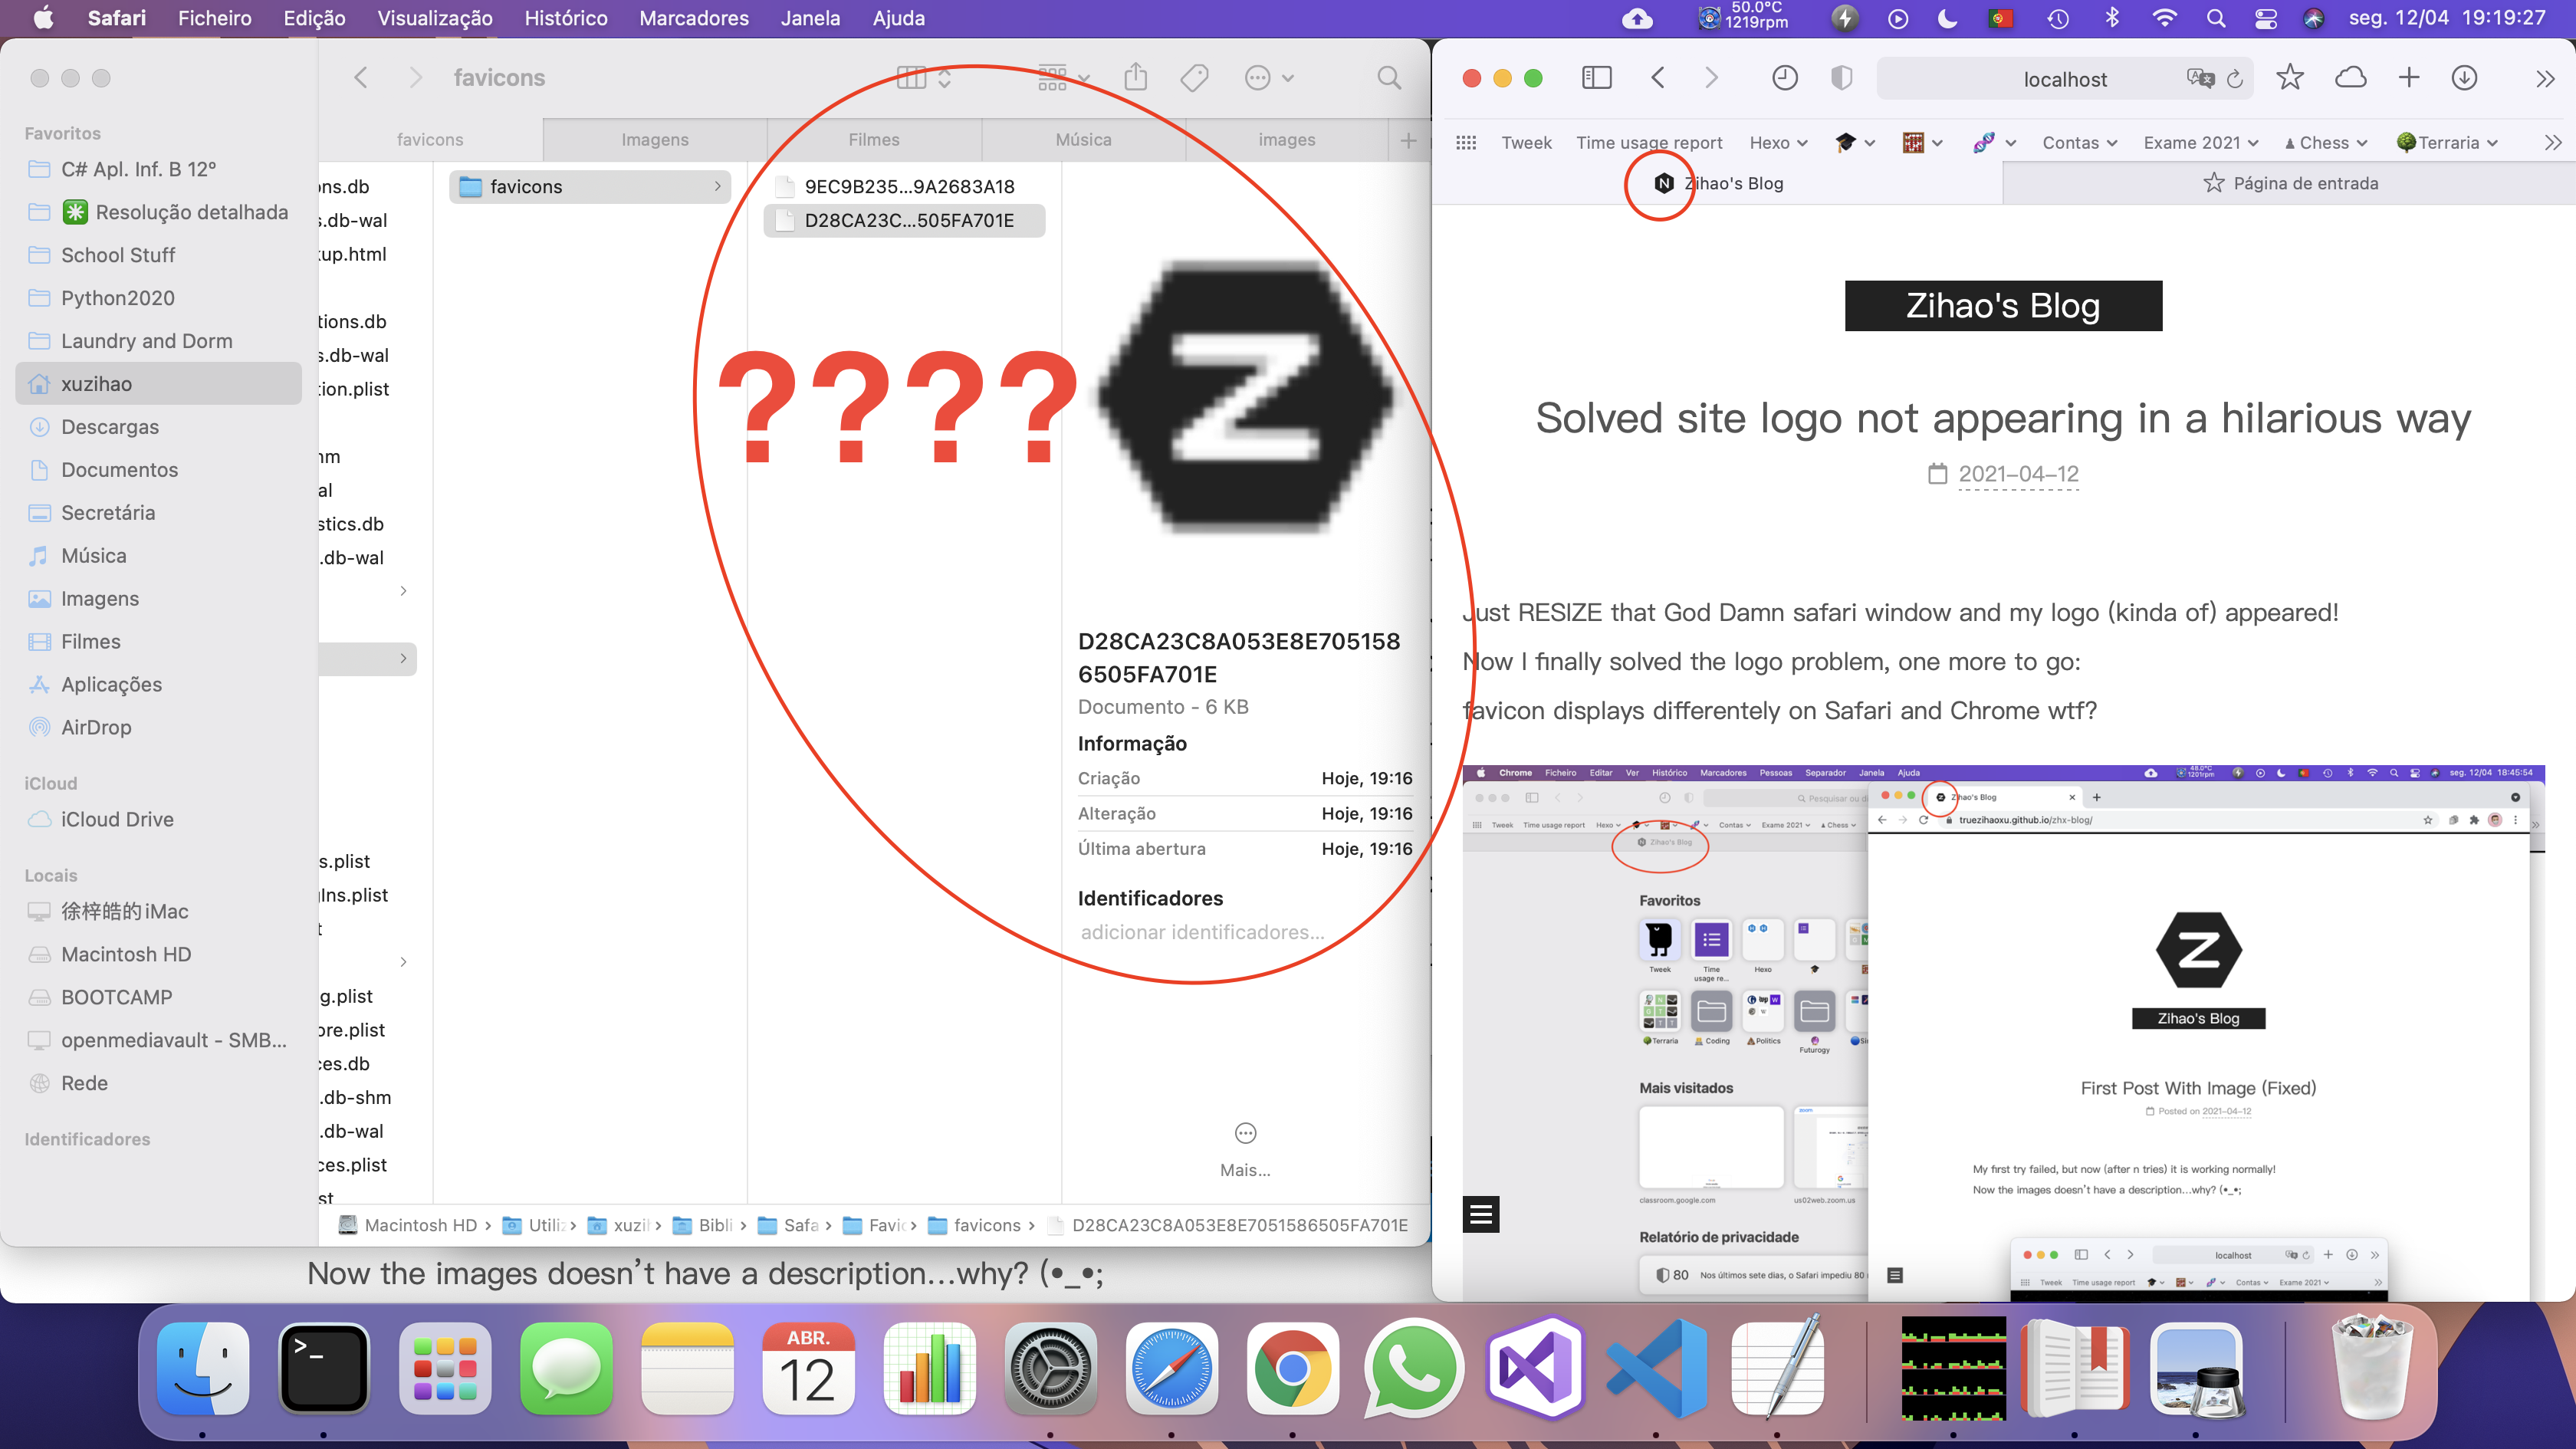 Safari Ficheiro Edição Visualização Histórico Marcadores Janela Ajuda
50.0°C
1219rpm
seg. 12/04 19:19:27
favicons
favicons Imagens Filmes Música images
Favoritos
C# Apl. Inf. B 12º
Resolução detalhada
School Stuff
Python2020
Laundry and Dorm
xuzihao
Descargas
Documentos
Secretária
Música
Imagens
Filmes
Aplicações
AirDrop
iCloud
iCloud Drive
Locais
徐梓皓的iMac
Macintosh HD
BOOTCAMP
openmediavault - SMB...
Rede
Identificadores
ns.db
s.db-wal
kup.html
tions.db
s.db-wal
tion.plist
stics.db
.db-wal
s.plist
gIns.plist
g.plist
ore.plist
ces.db
.db-shm
.db-wal
ces.plist
favicons
9EC9B235...9A2683A18
D28CA23C...505FA701E
????
Z
D28CA23C8A053E8E705158
6505FA701E
Documento - 6 KB
Informação
Criação Hoje, 19:16
Alteração Hoje, 19:16
Última abertura Hoje, 19:16
Identificadores
adicionar identificadores...
Mais...
Macintosh HD › Utiliz › xuzil › Bibli › Safa › Favic › favicons › D28CA23C8A053E8E7051586505FA701E
Now the images doesn't have a description...why? (•_•;
localhost
Tweek Time usage report Hexo Contas Exame 2021 Chess Terraria
N Zihao's Blog
Página de entrada
Zihao's Blog
Solved site logo not appearing in a hilarious way
2021-04-12
Just RESIZE that God Damn safari window and my logo (kinda of) appeared!
Now I finally solved the logo problem, one more to go:
favicon displays differentely on Safari and Chrome wtf?
Chrome Ficheiro Editar Ver Histórico Marcadores Pessoas Separador Janela Ajuda
48.0°C
1201rpm
seg. 12/04 18:45:54
Pesquisar ou di
Tweek Time usage report Hexo Contas Exame 2021 Chess
Zihao's Blog
Zihao's Blog
truezihaoxu.github.io/zhx-blog/
Favoritos
Tweek
Time
usage re...
Hexo
Terraria
Coding
Politics
Futurogy
Mais visitados
classroom.google.com
us02web.zoom.us
Relatório de privacidade
80 Nos últimos sete dias, o Safari impediu 80
Z
Zihao's Blog
First Post With Image (Fixed)
Posted on 2021-04-12
My first try failed, but now (after n tries) it is working normally!
Now the images doesn't have a description...why? (•_•;
localhost
Tweek Time usage report Contas Exame 2021
ABR.
12